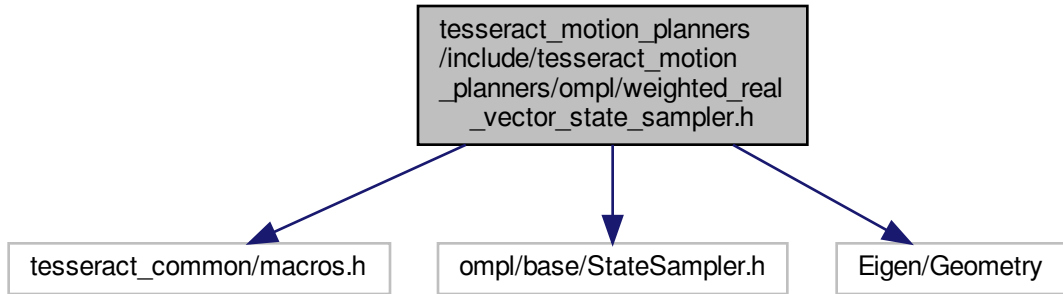 tesseract_motion_planners
/include/tesseract_motion
_planners/ompl/weighted_real
_vector_state_sampler.h
tesseract_common/macros.h
ompl/base/StateSampler.h
Eigen/Geometry